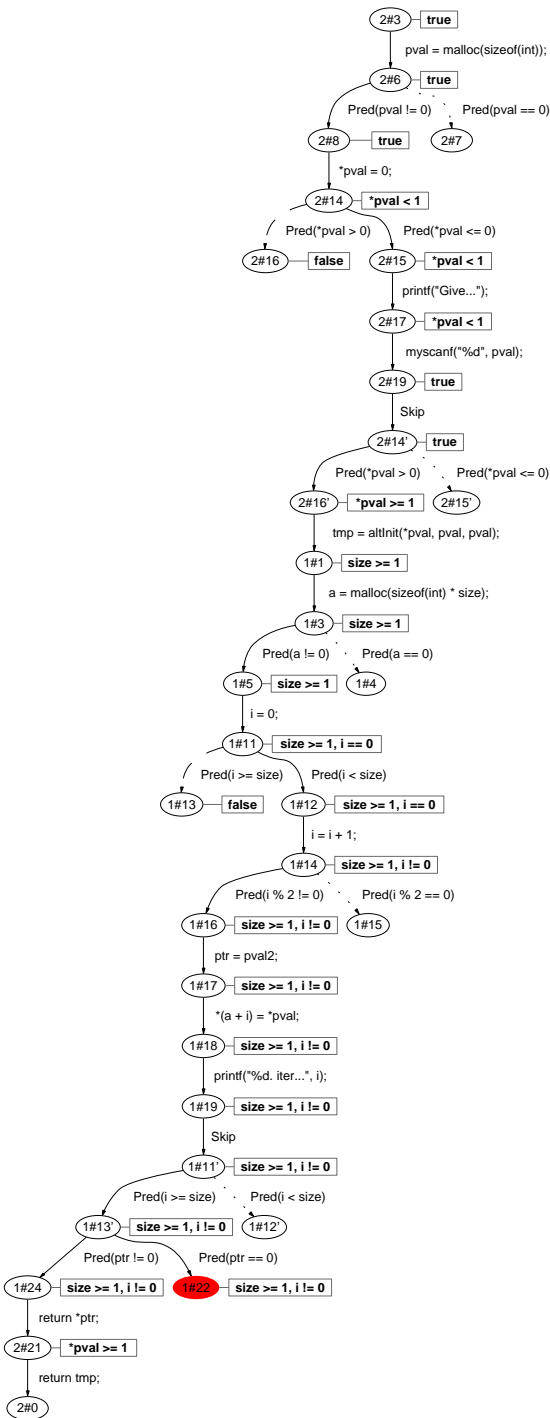 2#3 true
pval = malloc(sizeof(int));
2#6 true
Pred(pval != 0) Pred(pval == 0)
2#8 true 2#7
*pval = 0;
2#14 *pval < 1
Pred(*pval > 0) Pred(*pval <= 0)
2#16 false 2#15 *pval < 1
printf("Give...");
2#17 *pval < 1
myscanf("%d", pval);
2#19 true
Skip
2#14' true
Pred(*pval > 0) Pred(*pval <= 0)
2#16' *pval >= 1 2#15'
tmp = altInit(*pval, pval, pval);
1#1 size >= 1
a = malloc(sizeof(int) * size);
1#3 size >= 1
Pred(a != 0) Pred(a == 0)
1#5 size >= 1 1#4
i = 0;
1#11 size >= 1, i == 0
Pred(i >= size) Pred(i < size)
1#13 false 1#12 size >= 1, i == 0
i = i + 1;
1#14 size >= 1, i != 0
Pred(i % 2 != 0) Pred(i % 2 == 0)
1#16 size >= 1, i != 0 1#15
ptr = pval2;
1#17 size >= 1, i != 0
*(a + i) = *pval;
1#18 size >= 1, i != 0
printf("%d. iter...", i);
1#19 size >= 1, i != 0
Skip
1#11' size >= 1, i != 0
Pred(i >= size) Pred(i < size)
1#13' size >= 1, i != 0 1#12'
Pred(ptr != 0) Pred(ptr == 0)
1#24 size >= 1, i != 0 1#22 size >= 1, i != 0
return *ptr;
2#21 *pval >= 1
return tmp;
2#0